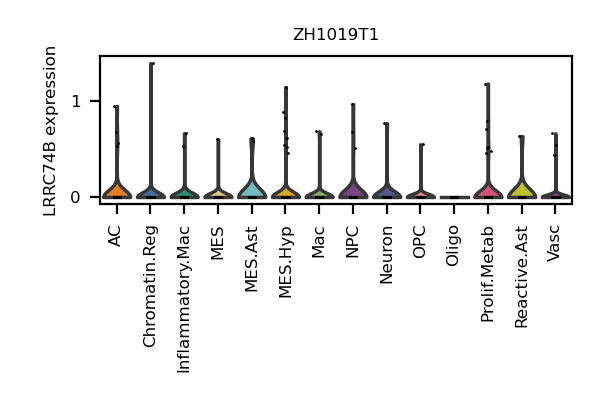 ZH1019T1
LRRC74B expression
1
0
AC
Chromatin.Reg
Inflammatory.Mac
MES
MES.Ast
MES.Hyp
Mac
NPC
Neuron
OPC
Oligo
Prolif.Metab
Reactive.Ast
Vasc